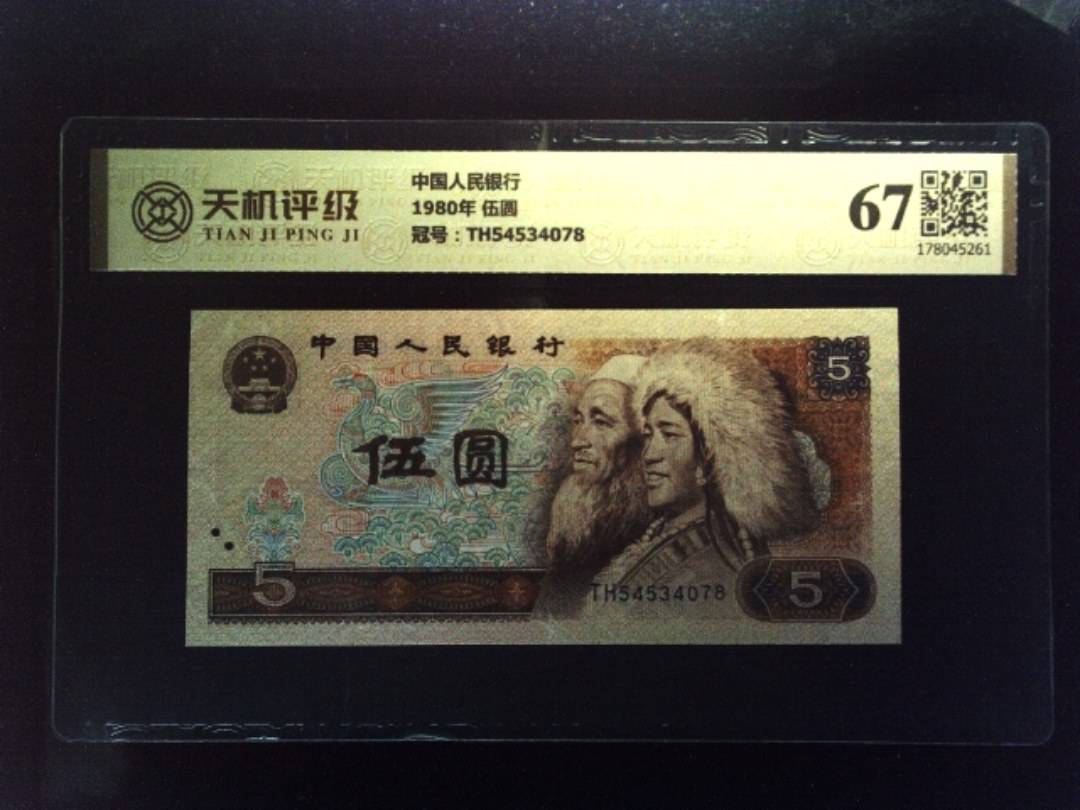 天机评级
TIAN JI PING JI
中国人民银行
1980年 伍圆
冠号：TH54534078
67
178045261
中国人民银行
5
伍圆
5
TH54534078
5